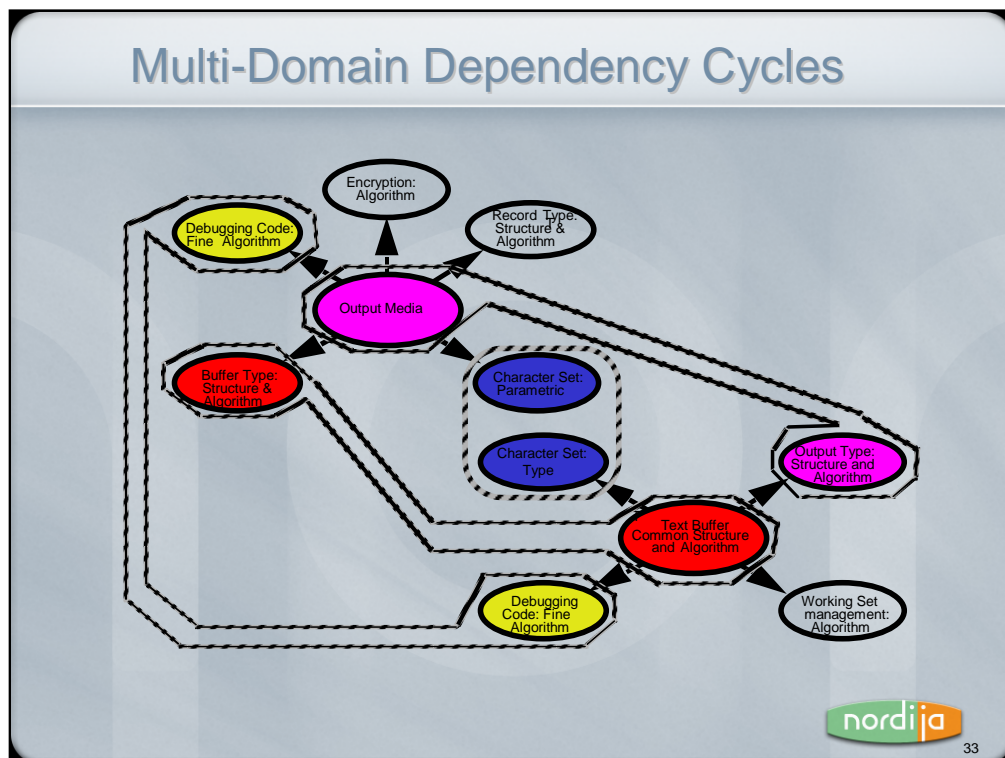 Multi-Domain Dependency Cycles
Encryption:
Algorithm
Record Type:
Structure &
Algorithm
Debugging Code:
Fine Algorithm
Output Media
Buffer Type:
Structure &
Algorithm
Character Set:
Parametric
Character Set:
Type
Output Type:
Structure and
Algorithm
Text Buffer
Common Structure
and Algorithm
Debugging
Code: Fine
Algorithm
Working Set
management:
Algorithm
nordija
33